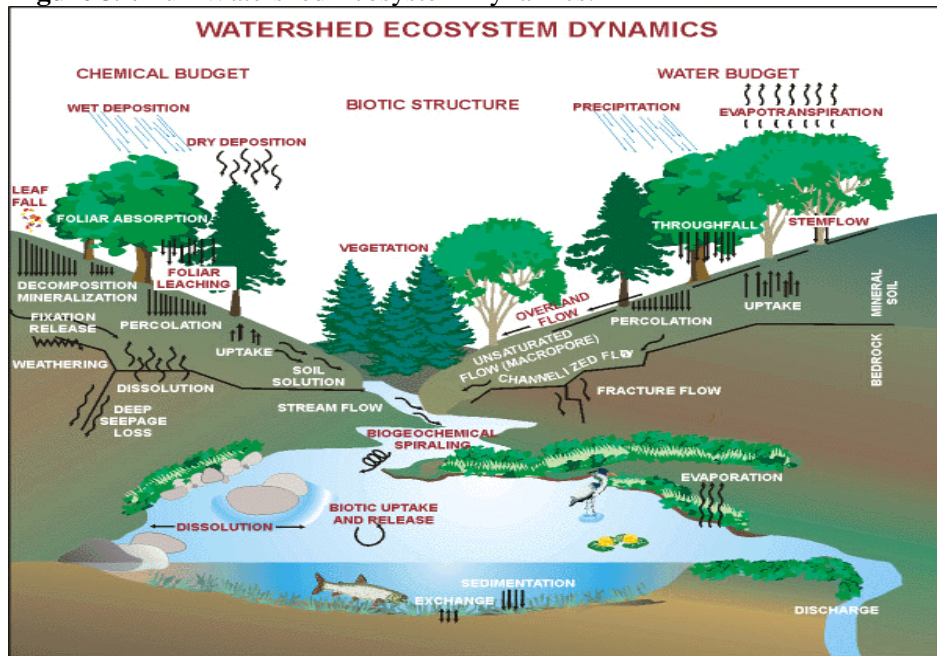 WATERSHED ECOSYSTEM DYNAMICS
CHEMICAL BUDGET
WATER BUDGET
BIOTIC STRUCTURE
WET DEPOSITION
DRY DEPOSITION
PRECIPITATION
EVAPOTRANSPIRATION
LEAF
FALL
FOLIAR ABSORPTION
FOLIAR
LEACHING
VEGETATION
THROUGHFALL
STEMFLOW
DECOMPOSITION
MINERALIZATION
PERCOLATION
FIXATION
RELEASE
WEATHERING
UPTAKE
DISSOLUTION
SOIL
SOLUTION
DEEP
SEEPAGE
LOSS
STREAM FLOW
OVERLAND
FLOW
UNSATURATED
FLOW (MACROPORE)
CHANNELIZED FLOW
PERCOLATION
UPTAKE
MINERAL
SOIL
BEDROCK
FRACTURE FLOW
BIOGEOCHEMICAL
SPIRALING
EVAPORATION
DISSOLUTION
BIOTIC UPTAKE
AND RELEASE
SEDIMENTATION
EXCHANGE
DISCHARGE